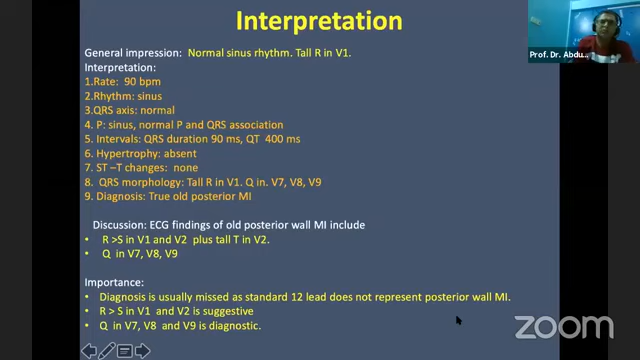 Interpretation
Prof. Dr. Abdu...
General impression: Normal sinus rhythm. Tall R in V1.
Interpretation:
1.Rate: 90 bpm
2.Rhythm: sinus
3.QRS axis: normal
4. P: sinus, normal P and QRS association
5. Intervals: QRS duration 90 ms, QT 400 ms
6. Hypertrophy: absent
7. ST –T changes: none
8. QRS morphology: Tall R in V1. Q in. V7, V8, V9
9. Diagnosis: True old posterior MI
Discussion: ECG findings of old posterior wall MI include
• R >S in V1 and V2 plus tall T in V2.
• Q in V7, V8, V9
Importance:
• Diagnosis is usually missed as standard 12 lead does not represent posterior wall MI.
• R > S in V1 and V2 is suggestive
• Q in V7, V8 and V9 is diagnostic.
zoom